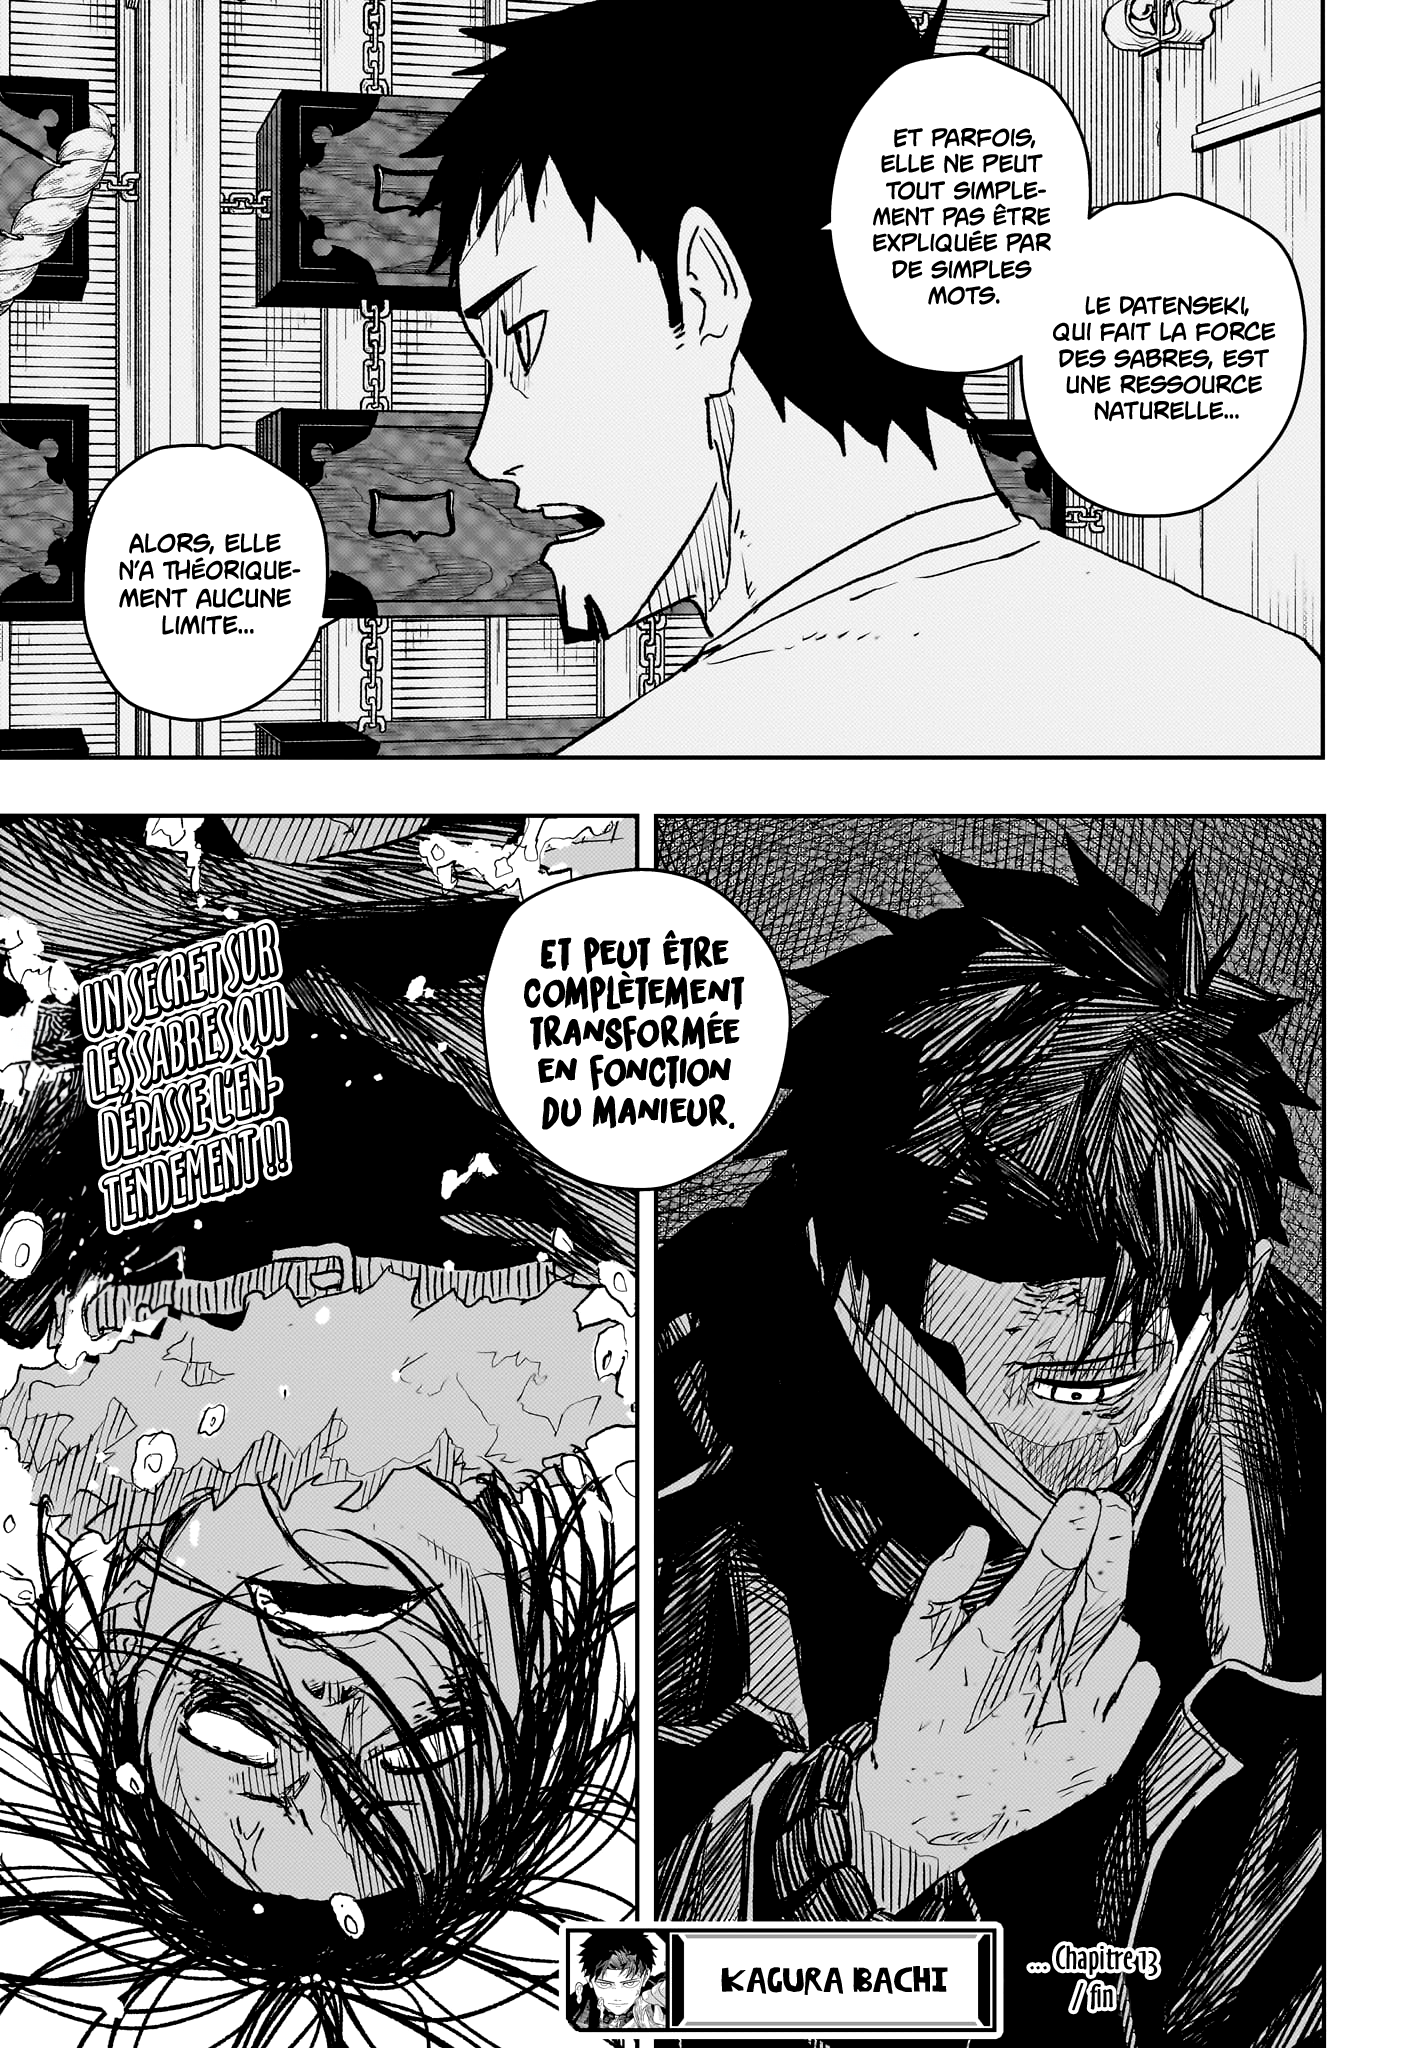 LE DATENSEKI,
QUI FAIT LA FORCE
DES SABRES, EST
UNE RESSOURCE
NATURELLE...
ET PARFOIS,
ELLE NE PEUT
TOUT SIMPLE-
MENT PAS ÊTRE
EXPLIQUÉE PAR
DE SIMPLES
MOTS.
ALORS, ELLE
N'A THÉORIQUE-
MENT AUCUNE
LIMITE...
ET PEUT ÊTRE
COMPLÈTEMENT
TRANSFORMÉE
EN FONCTION
DU MANIEUR.
UN SECRET SUR
LES SABRES QUI
DÉPASSE L'EN-
TENDEMENT !!
KAGURA BACHI
... Chapitre 13
/ fin